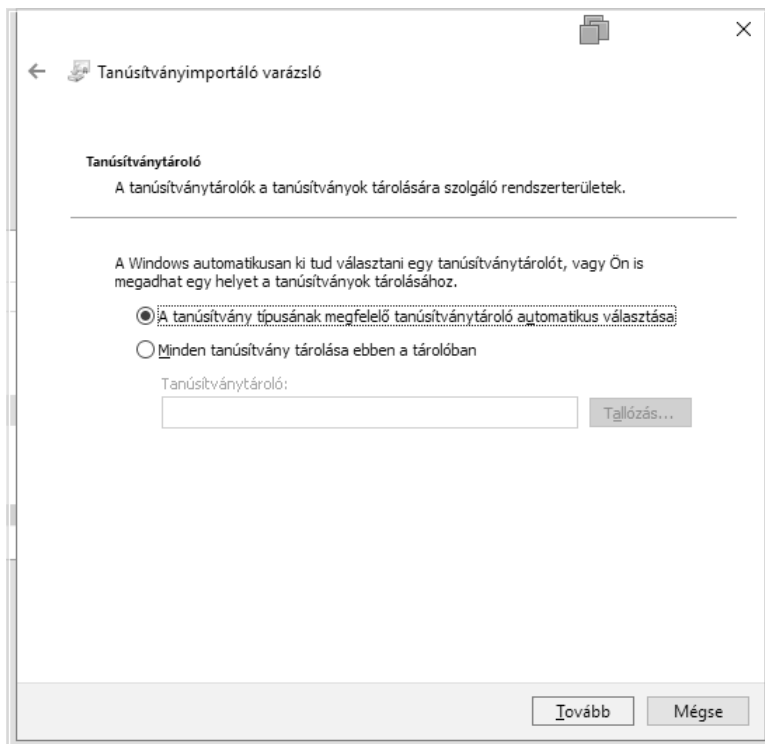 Tanúsítványimportáló varázsló
Tanúsítványtároló
A tanúsítványtárolók a tanúsítványok tárolására szolgáló rendszerterületek.
A Windows automatikusan ki tud választani egy tanúsítványtárolót, vagy Ön is
megadhat egy helyet a tanúsítványok tárolásához.
A tanúsítvány típusának megfelelő tanúsítványtároló automatikus választása
Minden tanúsítvány tárolása ebben a tárolóban
Tanúsítványtároló:
Tallózás...
Tovább
Mégse